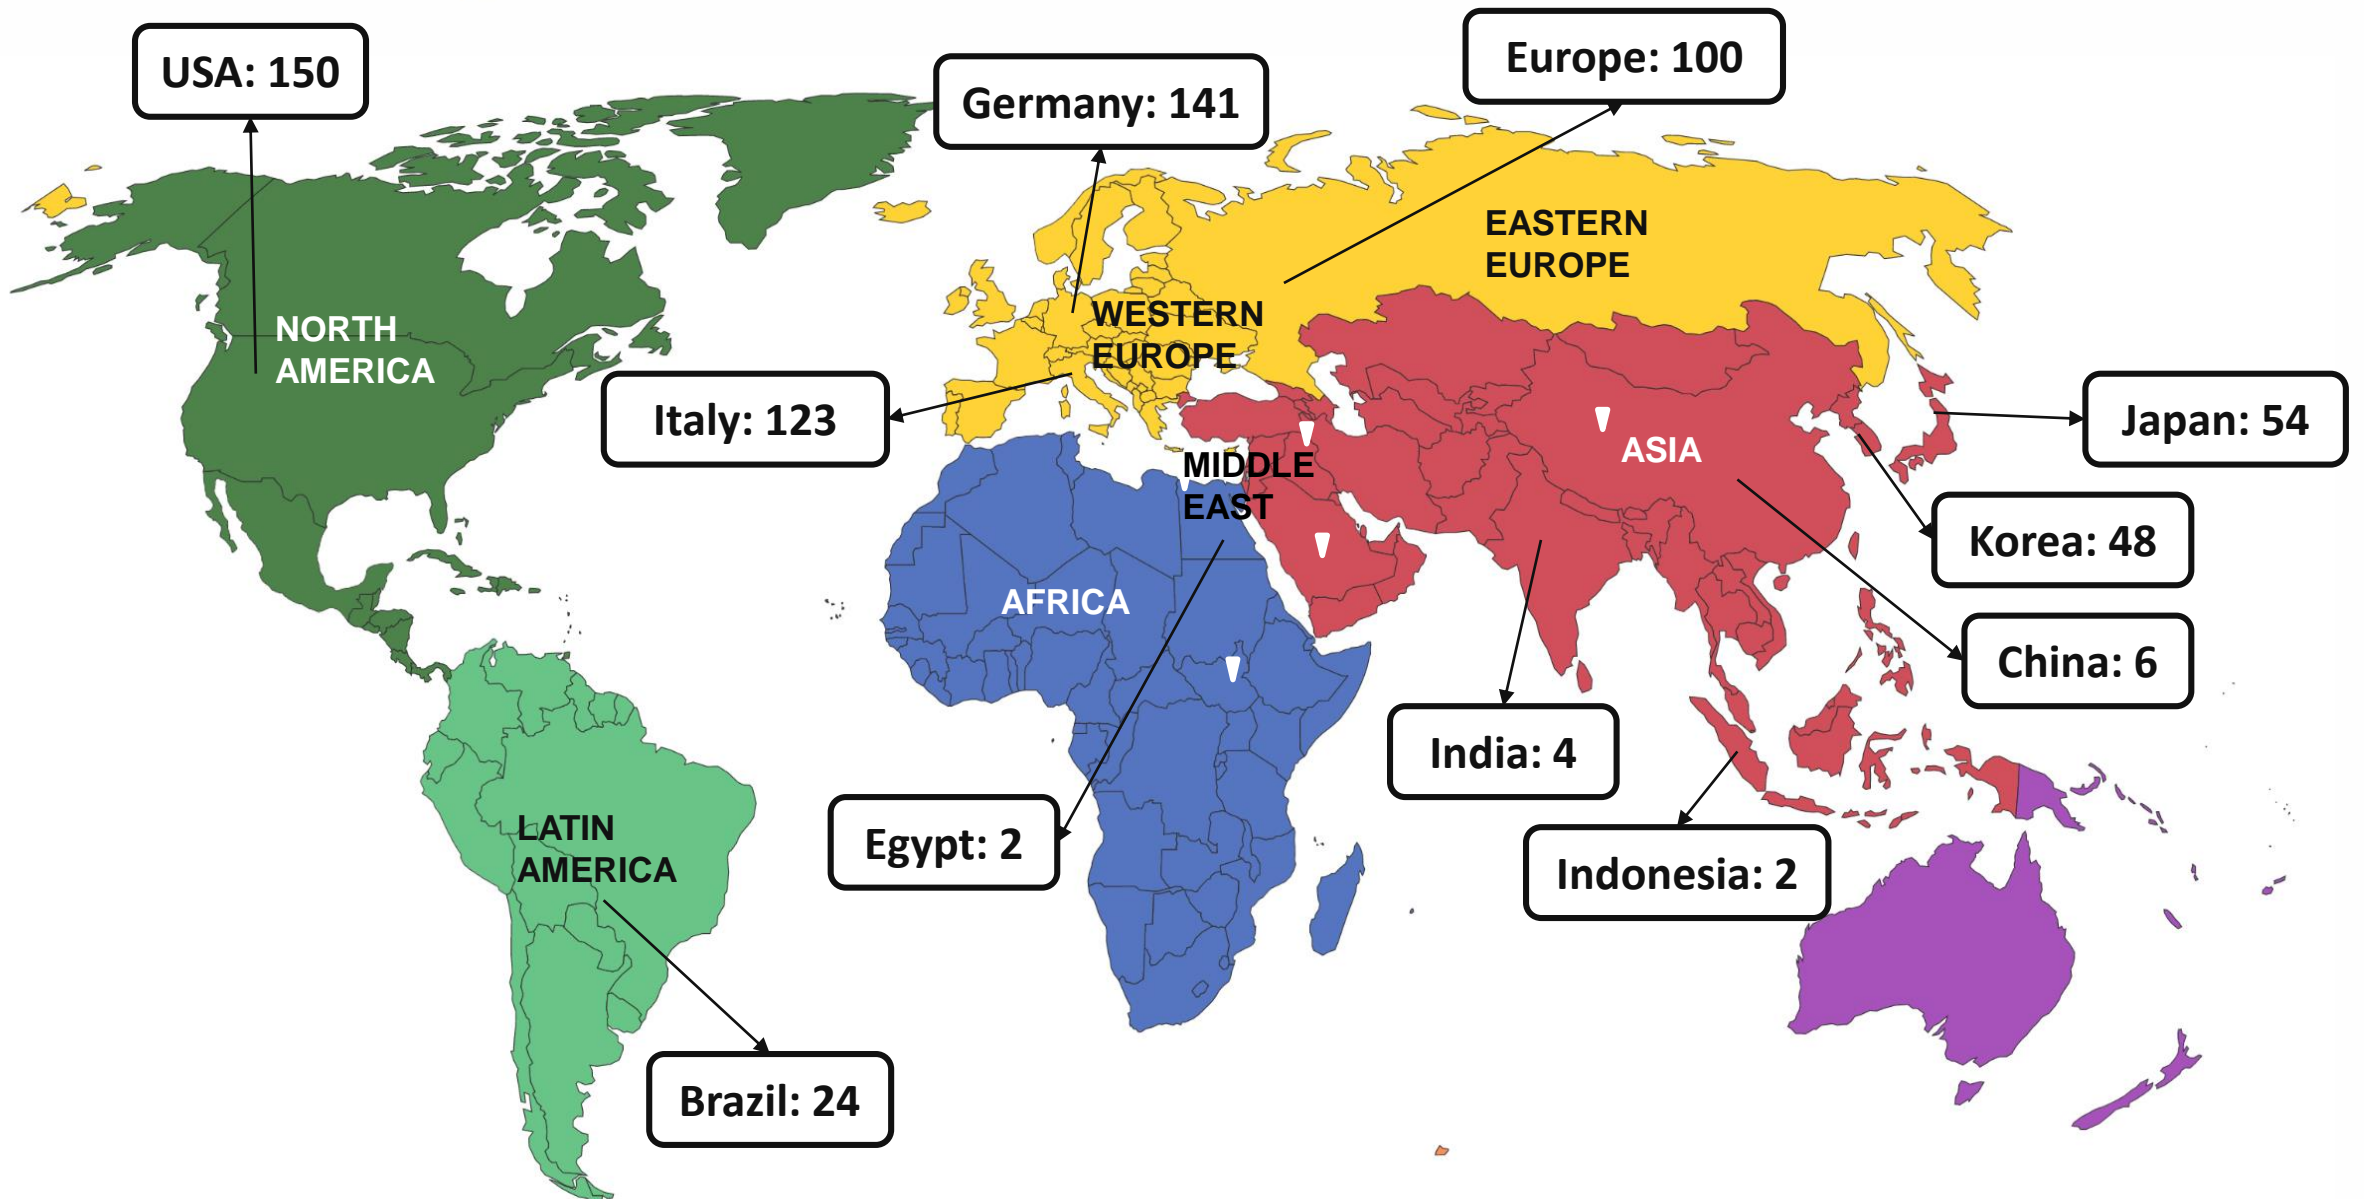 USA: 150
Germany: 141
Europe: 100
EASTERN
EUROPE
NORTH
AMERICA
WESTERN
EUROPE
Italy: 123
Japan: 54
ASIA
MIDDLE
EAST
Korea: 48
AFRICA
China: 6
India: 4
LATIN
AMERICA
Egypt: 2
Indonesia: 2
Brazil: 24